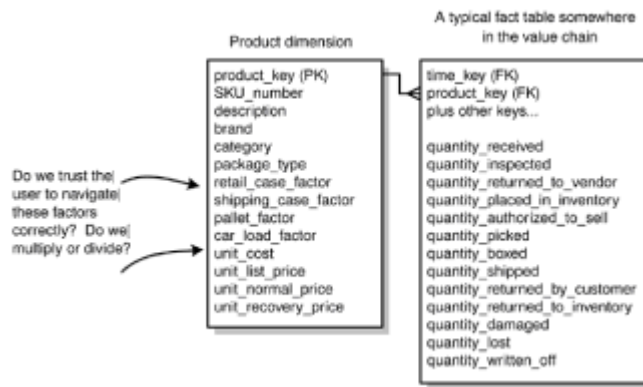 Product dimension
A typical fact table somewhere
in the value chain
product_key (PK)
SKU_number
description
brand
category
package_type
retail_case_factor
shipping_case_factor
pallet_factor
car_load_factor
unit_cost
unit_list_price
unit_normal_price
unit_recovery_price
time_key (FK)
product_key (FK)
plus other keys...
quantity_received
quantity_inspected
quantity_returned_to_vendor
quantity_placed_in_inventory
quantity_authorized_to_sell
quantity_picked
quantity_boxed
quantity_shipped
quantity_returned_by_customer
quantity_returned_to_inventory
quantity_damaged
quantity_lost
quantity_written_off
Do we trust the
user to navigate
these factors
correctly? Do we
multiply or divide?